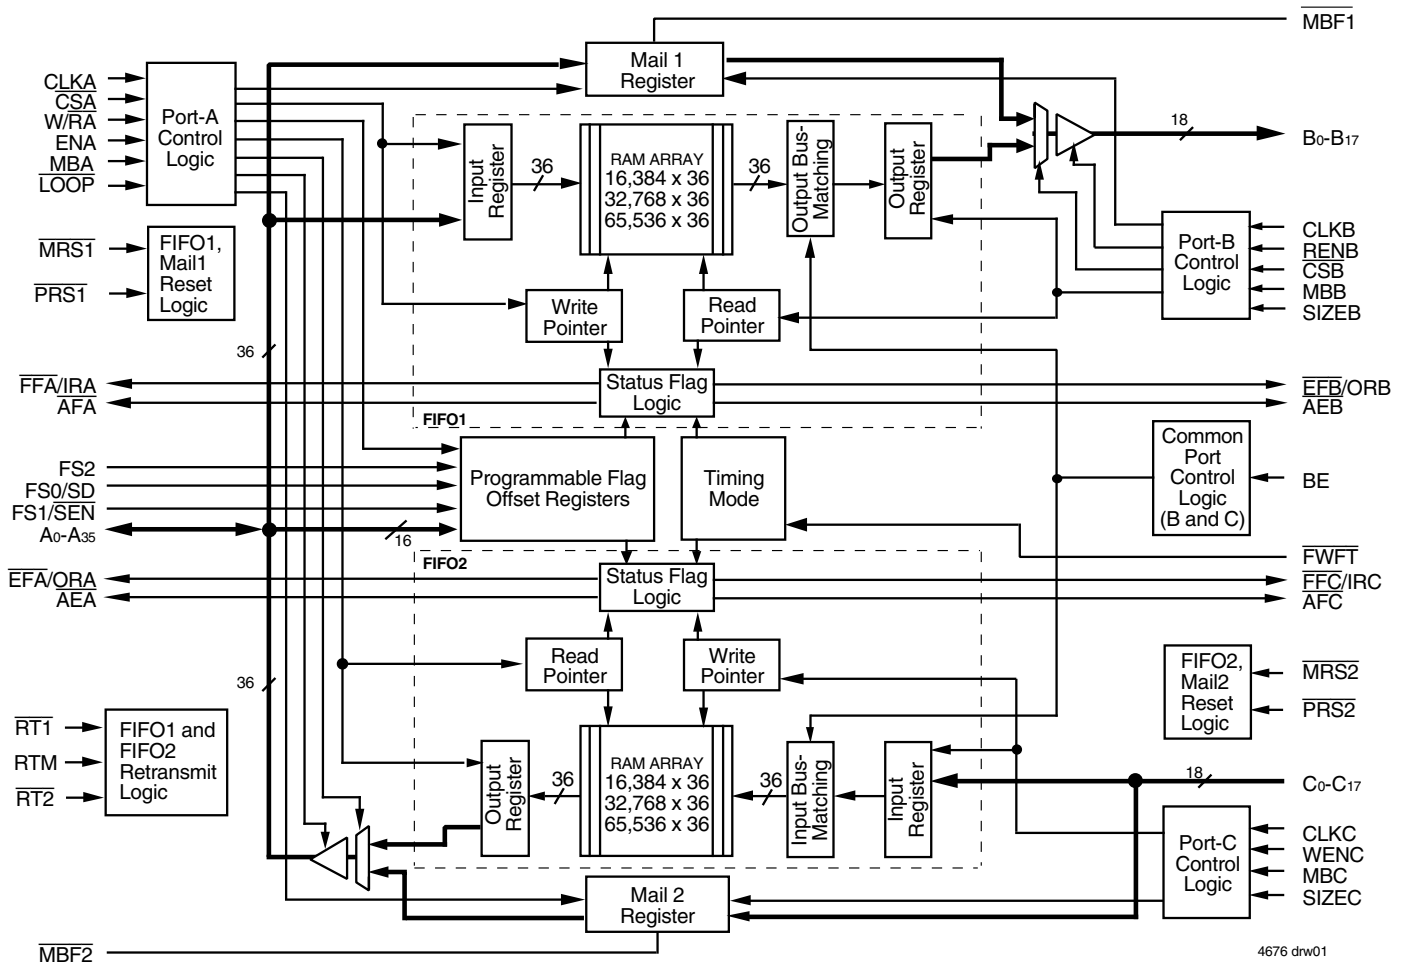 MBF1
Mail 1
Register
CLKA
CSA
W/RA
ENA
MBA
LOOP
Port-A
Control
Logic
18
B0-B17
36
36
Input
Register
RAM ARRAY
16,384 x 36
32,768 x 36
65,536 x 36
Output Bus-
Matching
Output
Register
MRS1
PRS1
FIFO1,
Mail1
Reset
Logic
Port-B
Control
Logic
CLKB
RENB
CSB
MBB
SIZEB
Write
Pointer
Read
Pointer
36
FFA/IRA
AFA
Status Flag
Logic
EFB/ORB
AEB
FIFO1
FS2
FS0/SD
FS1/SEN
A0-A35
16
Programmable Flag
Offset Registers
Timing
Mode
Common
Port
Control
Logic
(B and C)
BE
FWFT
FIFO2
EFA/ORA
AEA
Status Flag
Logic
FFC/IRC
AFC
Read
Pointer
Write
Pointer
36
FIFO2,
Mail2
Reset
Logic
MRS2
PRS2
RT1
RTM
RT2
FIFO1 and
FIFO2
Retransmit
Logic
Output
Register
36
RAM ARRAY
16,384 x 36
32,768 x 36
65,536 x 36
36
Input Bus-
Matching
Input
Register
18
C0-C17
Port-C
Control
Logic
CLKC
WENC
MBC
SIZEC
Mail 2
Register
MBF2
4676 drw01